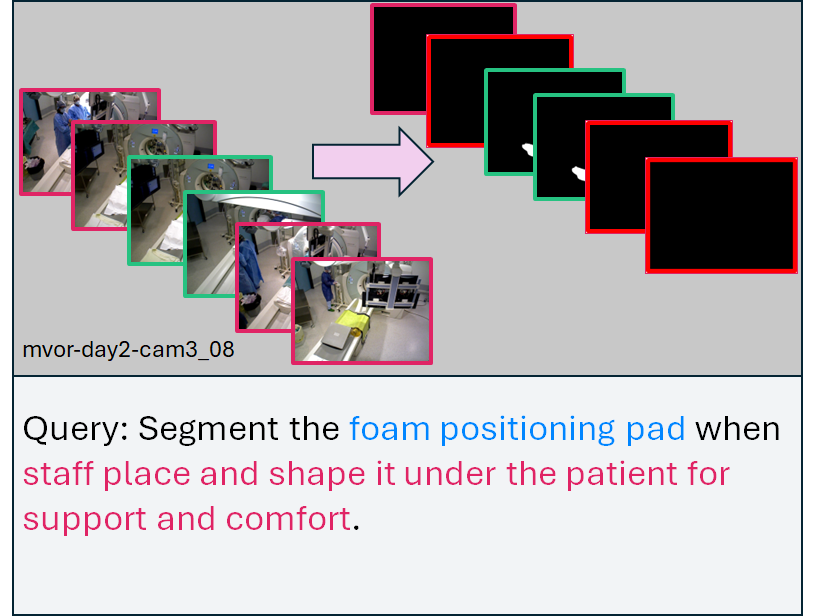 mvor-day2-cam3_08
Query: Segment the foam positioning pad when
staff place and shape it under the patient for
support and comfort.